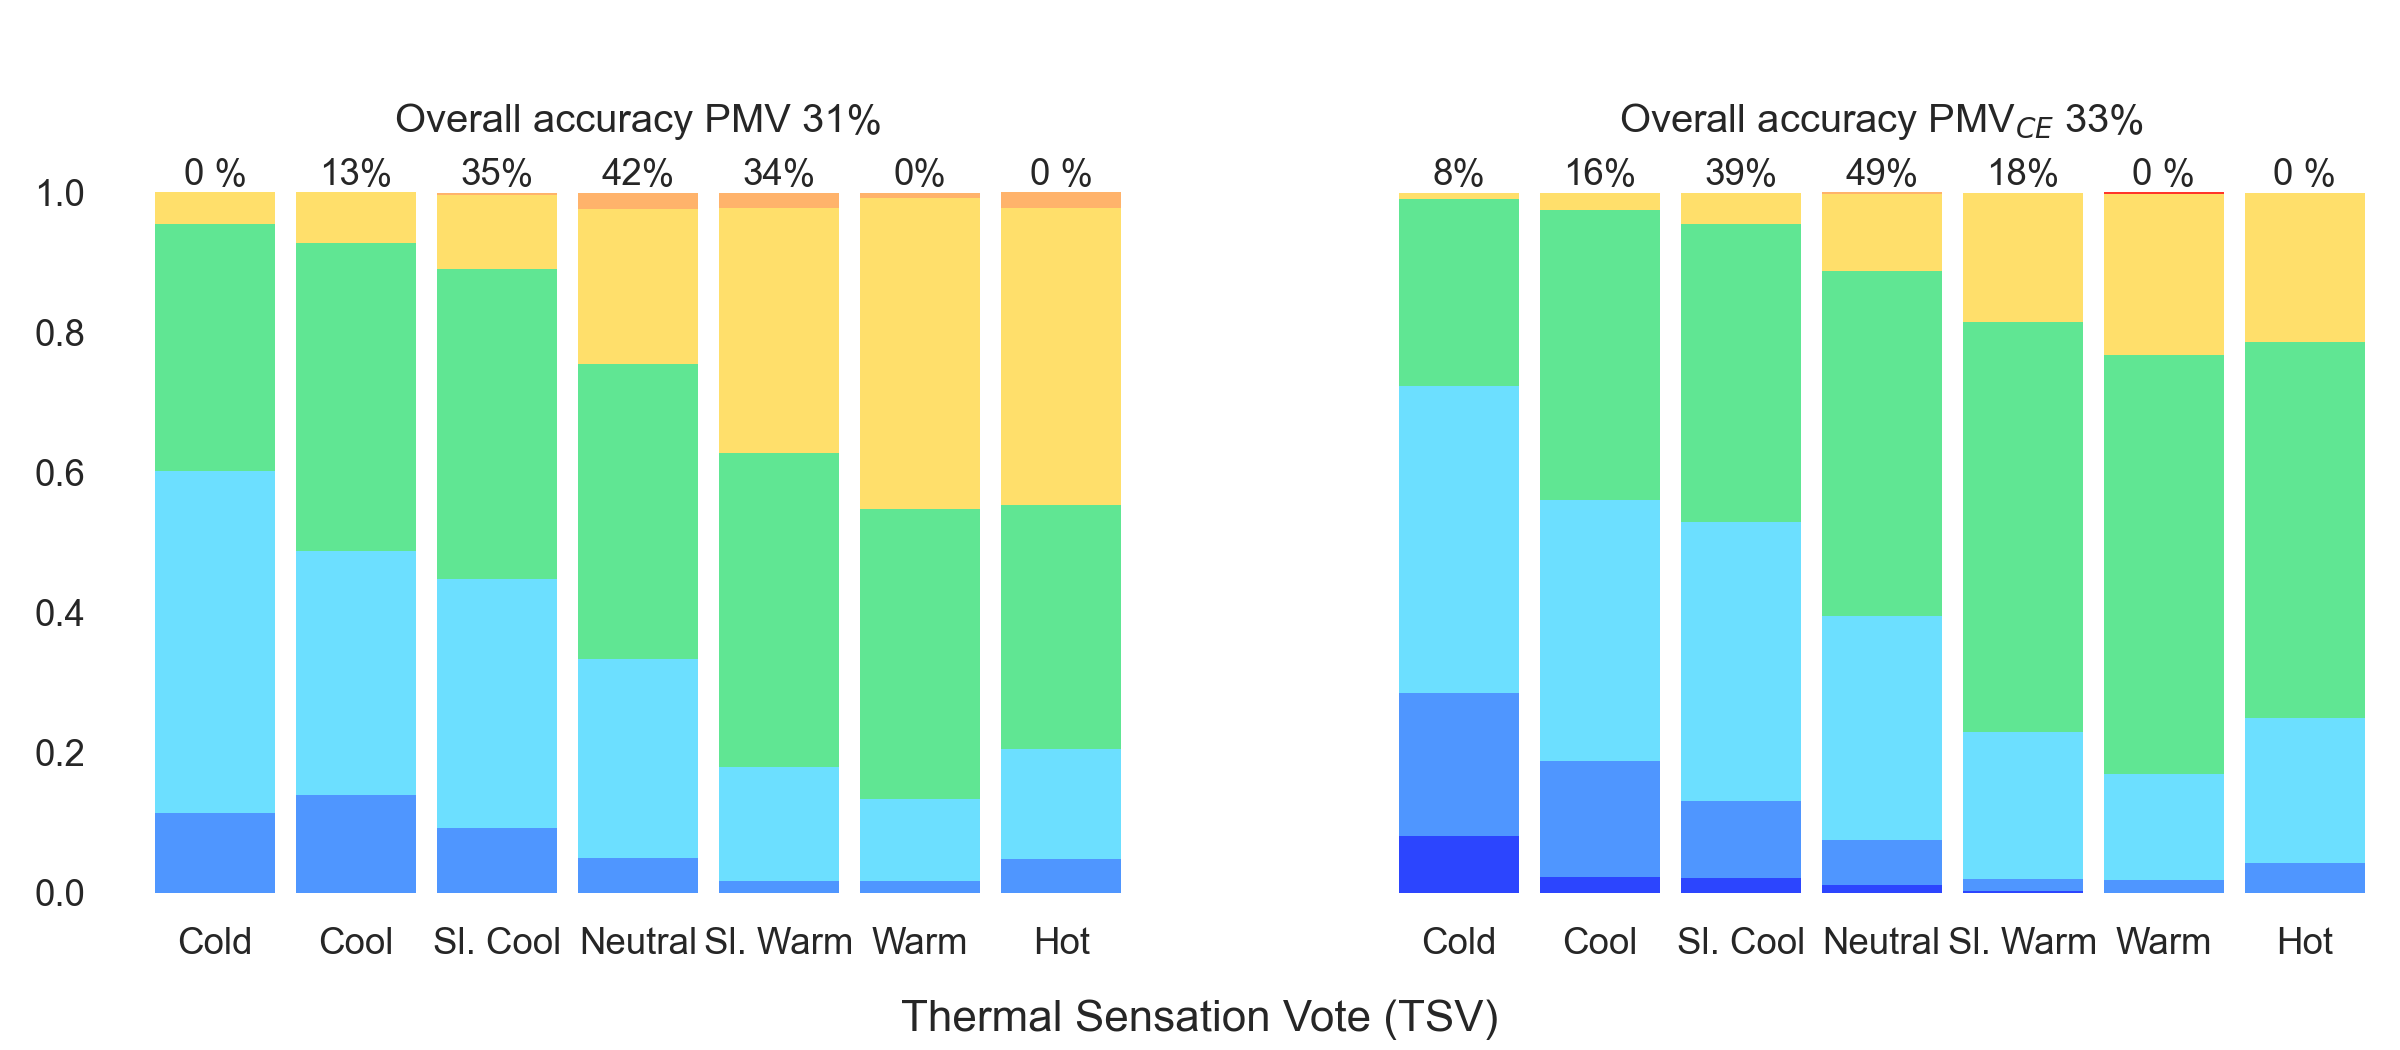 Overall accuracy PMV 31%
0 % 13% 35% 42% 34% 0% 0 %
1.0
0.8
0.6
0.4
0.2
0.0
Cold Cool Sl. Cool Neutral Sl. Warm Warm Hot
Overall accuracy PMV_CE 33%
8% 16% 39% 49% 18% 0 % 0 %
Cold Cool Sl. Cool Neutral Sl. Warm Warm Hot
Thermal Sensation Vote (TSV)